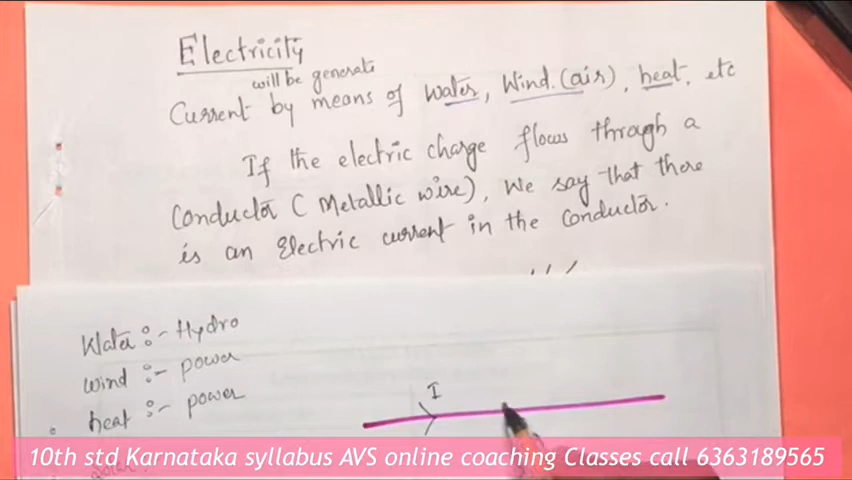 Electricity
will be generate
Current by means of water, Wind (air), heat, etc
If the electric charge flows through a
Conductor ( Metallic wire), We say that there
is an Electric current in the Conductor.
Water :- Hydro
wind :- power
heat :- power
I
10th std Karnataka syllabus AVS online coaching Classes call 6363189565